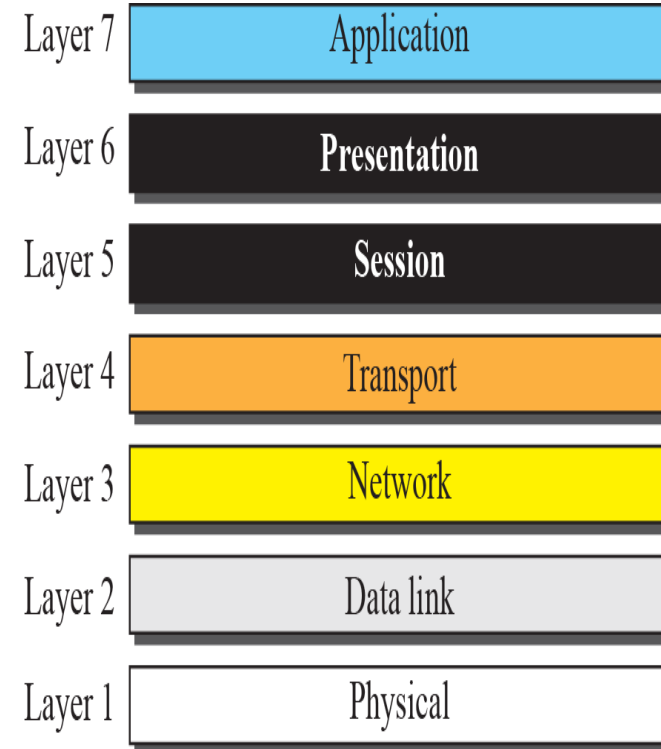 Layer 7 Application
Layer 6 Presentation
Layer 5 Session
Layer 4 Transport
Layer 3 Network
Layer 2 Data link
Layer 1 Physical